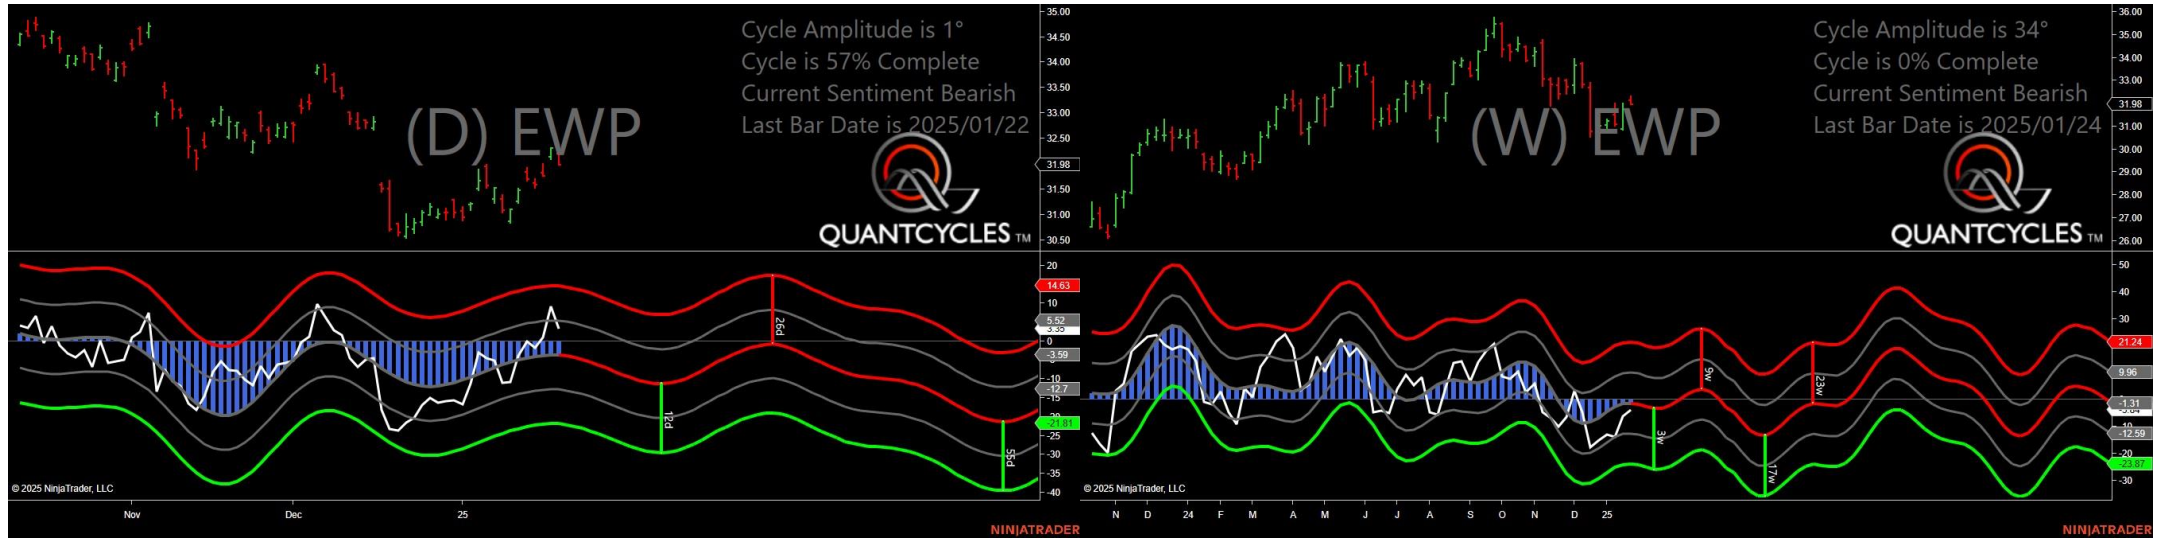 Cycle Amplitude is 1°
Cycle is 57% Complete
Current Sentiment Bearish
Last Bar Date is 2025/01/22
(D) EWP
QUANTCYCLES TM
35.00
34.50
34.00
33.50
33.00
32.50
31.98
31.50
31.00
30.50
20
14.63
10
5.52
3.35
0
-3.59
-10
-12.7
-15
-21.81
-25
-30
-35
-40
26d
12d
55d
© 2025 NinjaTrader, LLC
Nov
Dec
25
NINJATRADER
Cycle Amplitude is 34°
Cycle is 0% Complete
Current Sentiment Bearish
Last Bar Date is 2025/01/24
(W) EWP
QUANTCYCLES TM
36.00
35.00
34.00
33.00
31.98
31.00
30.00
29.00
28.00
27.00
26.00
50
40
30
21.24
9.96
-1.31
-12.59
-20
-23.87
-30
9w
23w
3w
17w
© 2025 NinjaTrader, LLC
N D 24 F M A M J J A S O N D 25
NINJATRADER